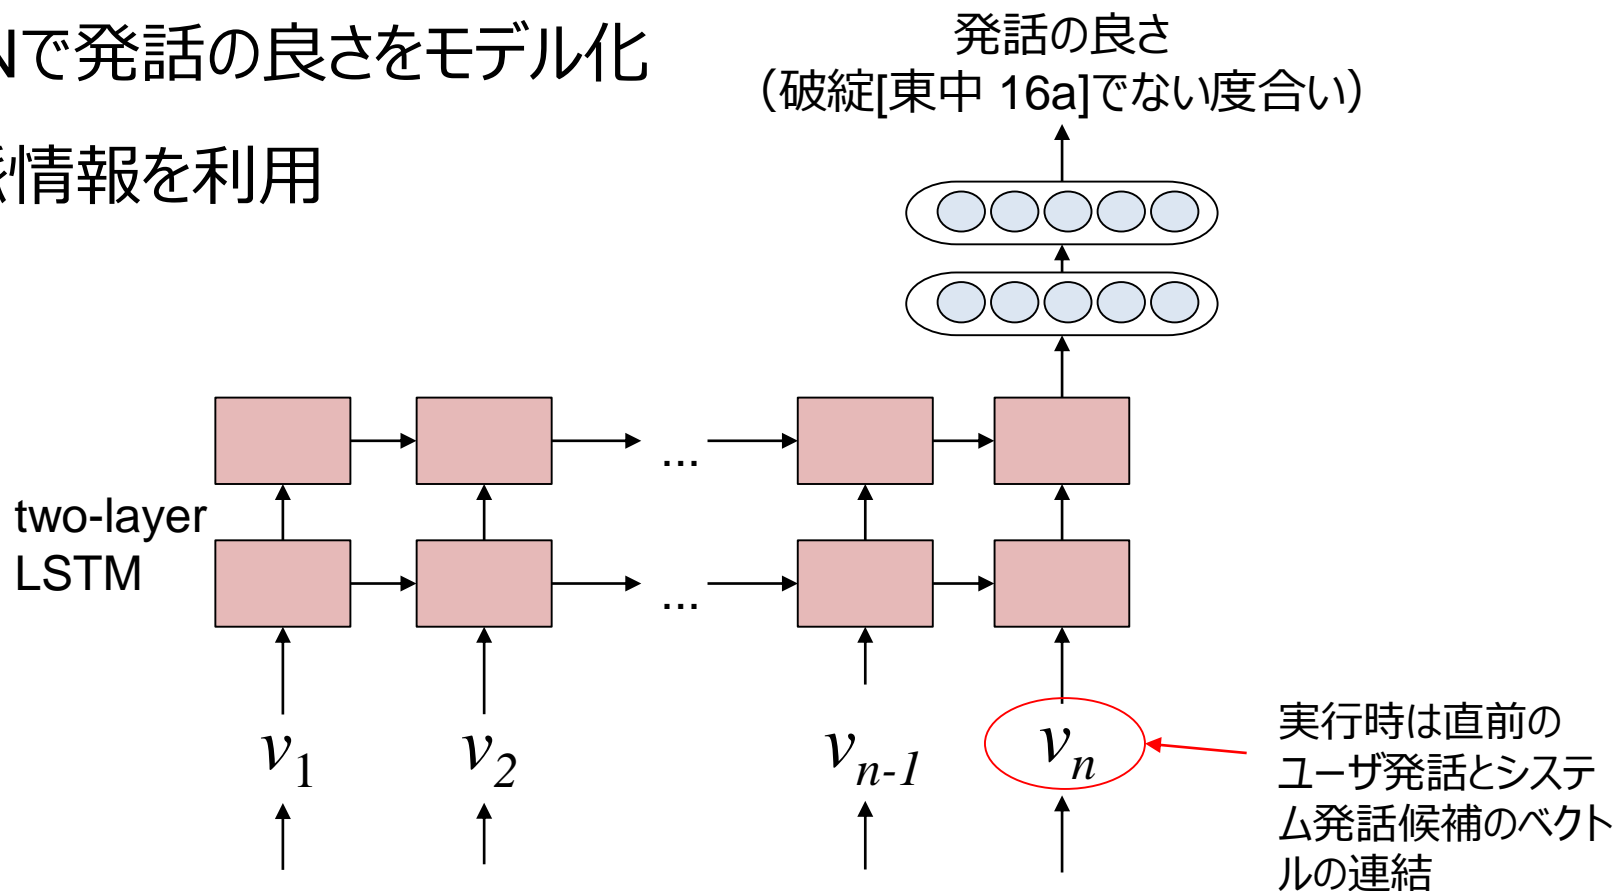 Nで発話の良さをモデル化
情報を利用
発話の良さ
（破綻[東中 16a]でない度合い）
...
two-layer
LSTM
...
v1
v2
vn-1
vn
実行時は直前の
ユーザ発話とシステ
ム発話候補のベクト
ルの連結